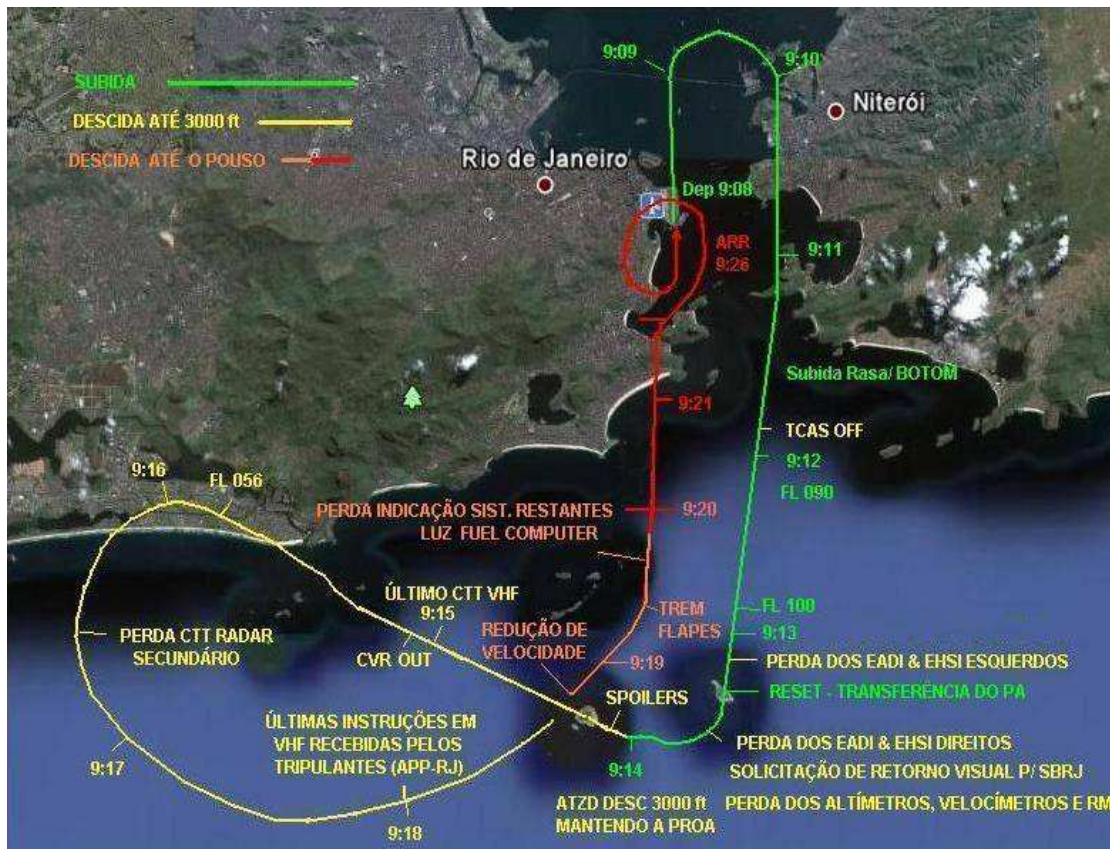 9:09
9:10
SUBIDA
Niterói
DESCIDA ATÉ 3000 ft
DESCIDA ATÉ O POUSO
Rio de Janeiro
Dep 9:08
ARR
9:26
9:11
Subida Rasa/ BOTOM
9:21
TCAS OFF
9:12
FL 090
9:16
FL 056
PERDA INDICAÇÃO SIST. RESTANTES
LUZ FUEL COMPUTER
9:20
ÚLTIMO CTT VHF
9:15
CVR OUT
TREM
FLAPES
FL 100
9:13
REDUÇÃO DE
VELOCIDADE
9:19
PERDA CTT RADAR
SECUNDÁRIO
PERDA DOS EADI & EHSI ESQUERDOS
RESET - TRANSFERÊNCIA DO PA
SPOILERS
ÚLTIMAS INSTRUÇÕES EM
VHF RECEBIDAS PELOS
TRIPULANTES (APP-RJ)
9:17
9:14
PERDA DOS EADI & EHSI DIREITOS
SOLICITAÇÃO DE RETORNO VISUAL P/ SBRJ
9:18
ATZD DESC 3000 ft
MANTENDO A PROA
PERDA DOS ALTÍMETROS, VELOCÍMETROS E RM